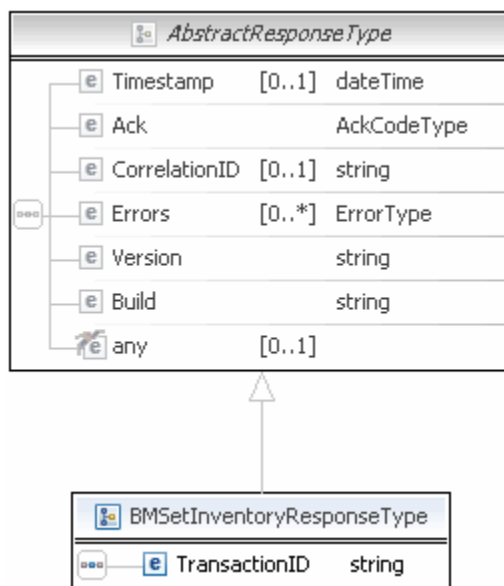 AbstractResponseType
e Timestamp [0..1] dateTime
e Ack AckCodeType
e CorrelationID [0..1] string
e Errors [0..*] ErrorType
e Version string
e Build string
e any [0..1]
BMSetInventoryResponseType
e TransactionID string